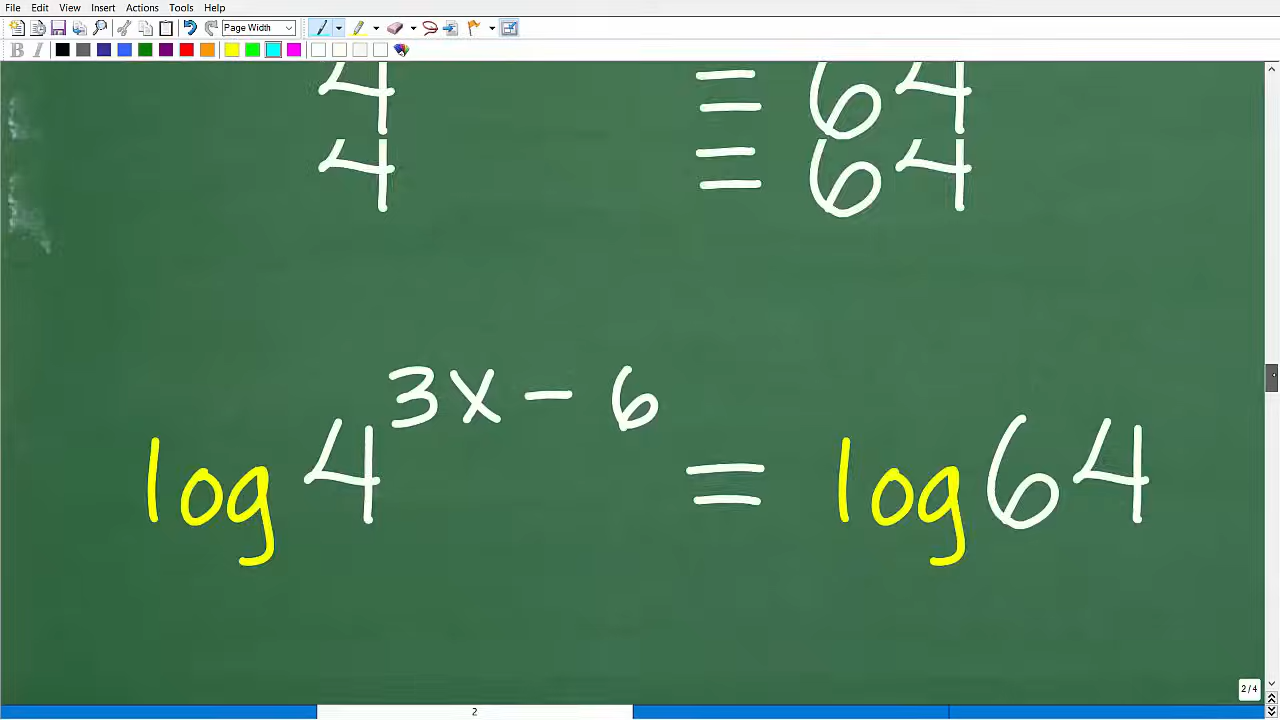 File Edit View Insert Actions Tools Help
Page Width
B I
4 = 64
4 = 64
log 4^{3x - 6} = log 64
2/4
2